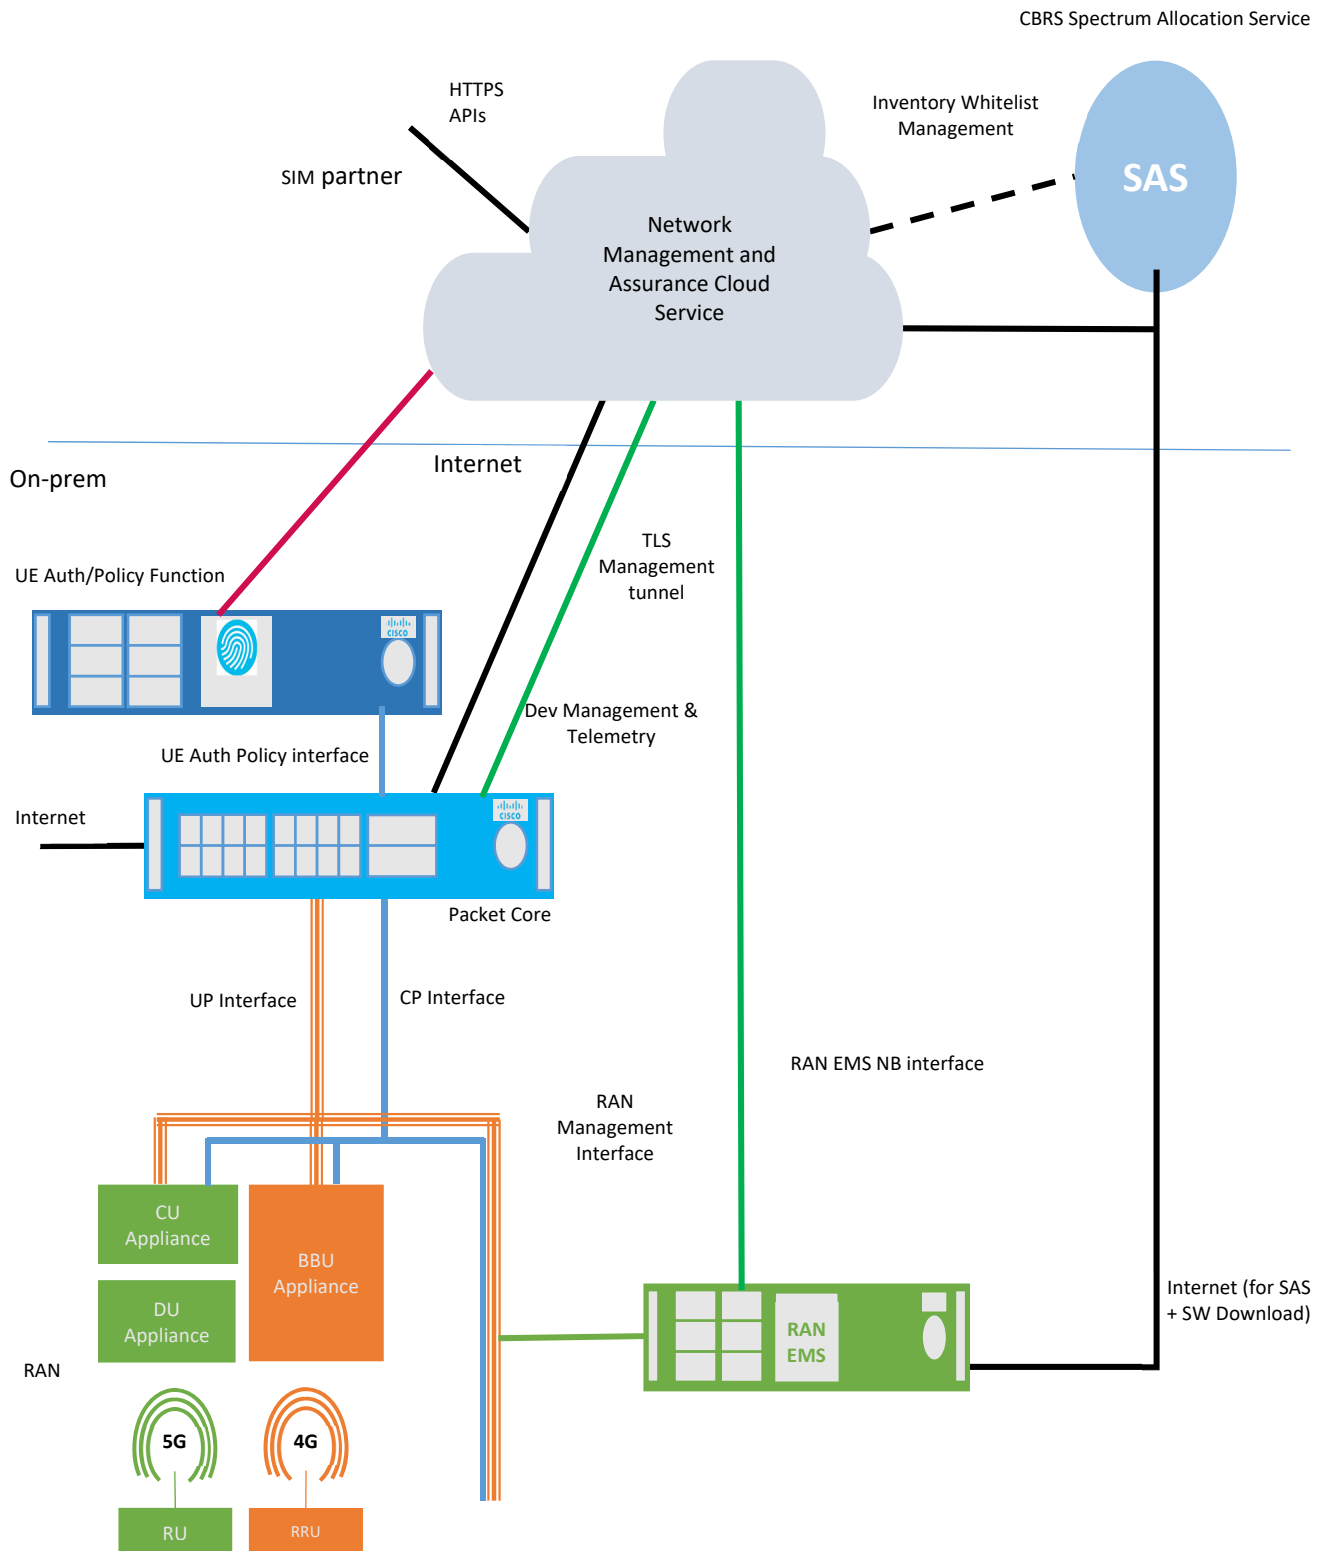 CBRS Spectrum Allocation Service
HTTPS
APIs
Inventory Whitelist
Management
SIM partner
SAS
Network
Management and
Assurance Cloud
Service
Internet
On-prem
TLS
Management
tunnel
UE Auth/Policy Function
CISCO
Dev Management &
Telemetry
UE Auth Policy interface
Internet
CISCO
Packet Core
UP Interface
CP Interface
RAN EMS NB interface
RAN
Management
Interface
CU
Appliance
BBU
Appliance
DU
Appliance
Internet (for SAS
+ SW Download)
RAN
EMS
RAN
5G
4G
RU
RRU